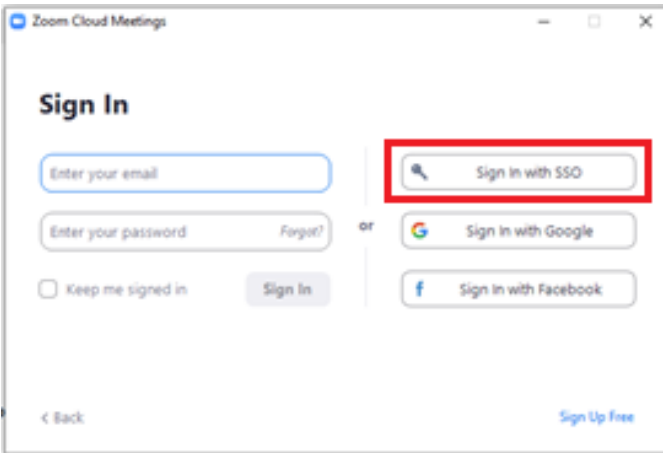 Zoom Cloud Meetings
Sign In
Enter your email
Enter your password Forgot?
Keep me signed in Sign In
or
Sign In with SSO
Sign In with Google
Sign In with Facebook
< Back
Sign Up Free